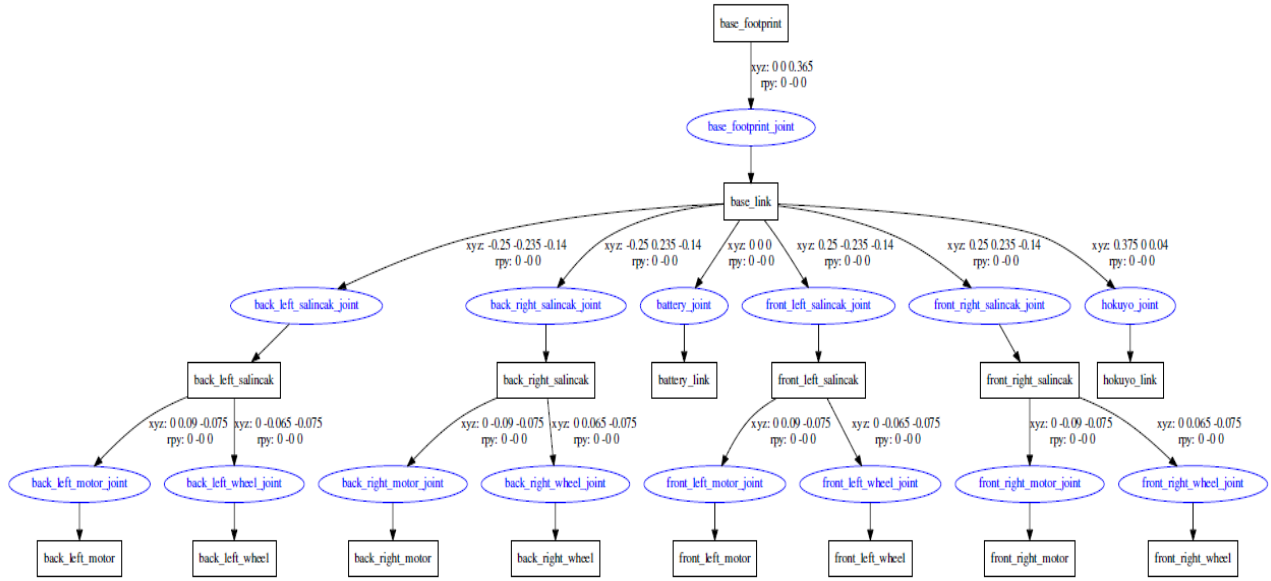 base_footprint
xyz: 0 0 0.365
rpy: 0 -0 0
base_footprint_joint
base_link
xyz: -0.25 -0.235 -0.14
rpy: 0 -0 0
xyz: -0.25 0.235 -0.14
rpy: 0 -0 0
xyz: 0 0 0
rpy: 0 -0 0
xyz: 0.25 -0.235 -0.14
rpy: 0 -0 0
xyz: 0.25 0.235 -0.14
rpy: 0 -0 0
xyz: 0.375 0 0.04
rpy: 0 -0 0
back_left_salincak_joint
back_right_salincak_joint
battery_joint
front_left_salincak_joint
front_right_salincak_joint
hokuyo_joint
back_left_salincak
back_right_salincak
battery_link
front_left_salincak
front_right_salincak
hokuyo_link
xyz: 0 0.09 -0.075
rpy: 0 -0 0
xyz: 0 -0.065 -0.075
rpy: 0 -0 0
xyz: 0 -0.09 -0.075
rpy: 0 -0 0
xyz: 0 0.065 -0.075
rpy: 0 -0 0
xyz: 0 0.09 -0.075
rpy: 0 -0 0
xyz: 0 -0.065 -0.075
rpy: 0 -0 0
xyz: 0 -0.09 -0.075
rpy: 0 -0 0
xyz: 0 0.065 -0.075
rpy: 0 -0 0
back_left_motor_joint
back_left_wheel_joint
back_right_motor_joint
back_right_wheel_joint
front_left_motor_joint
front_left_wheel_joint
front_right_motor_joint
front_right_wheel_joint
back_left_motor
back_left_wheel
back_right_motor
back_right_wheel
front_left_motor
front_left_wheel
front_right_motor
front_right_wheel